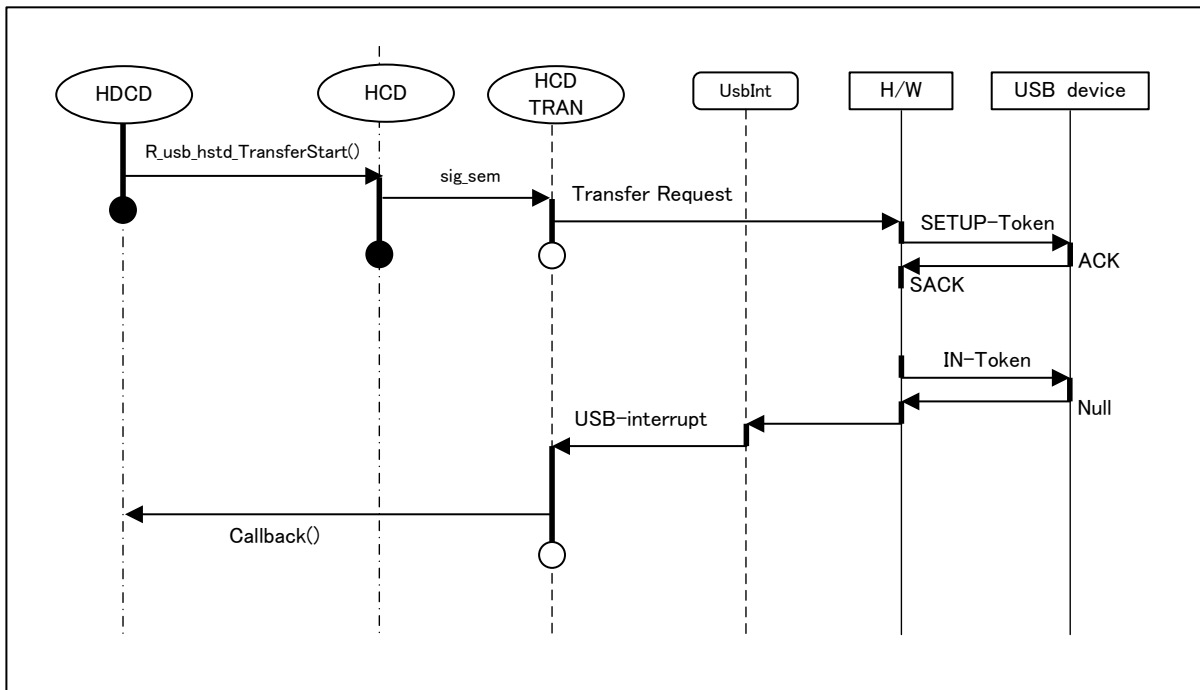 HDCD
HCD
HCD
TRAN
UsbInt
H/W
USB device
R_usb_hstd_TransferStart()
sig_sem
Transfer Request
SETUP-Token
ACK
SACK
IN-Token
Null
USB-interrupt
Callback()